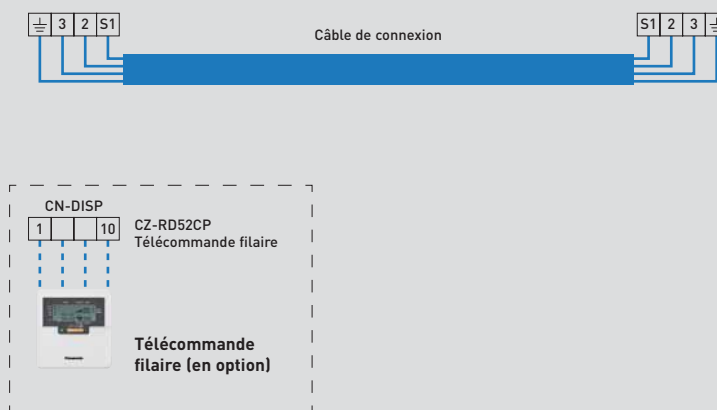 ⏚ 3 2 S1
Câble de connexion
S1 2 3 ⏚
CN-DISP
1 10
CZ-RD52CP
Télécommande filaire
Télécommande
filaire (en option)